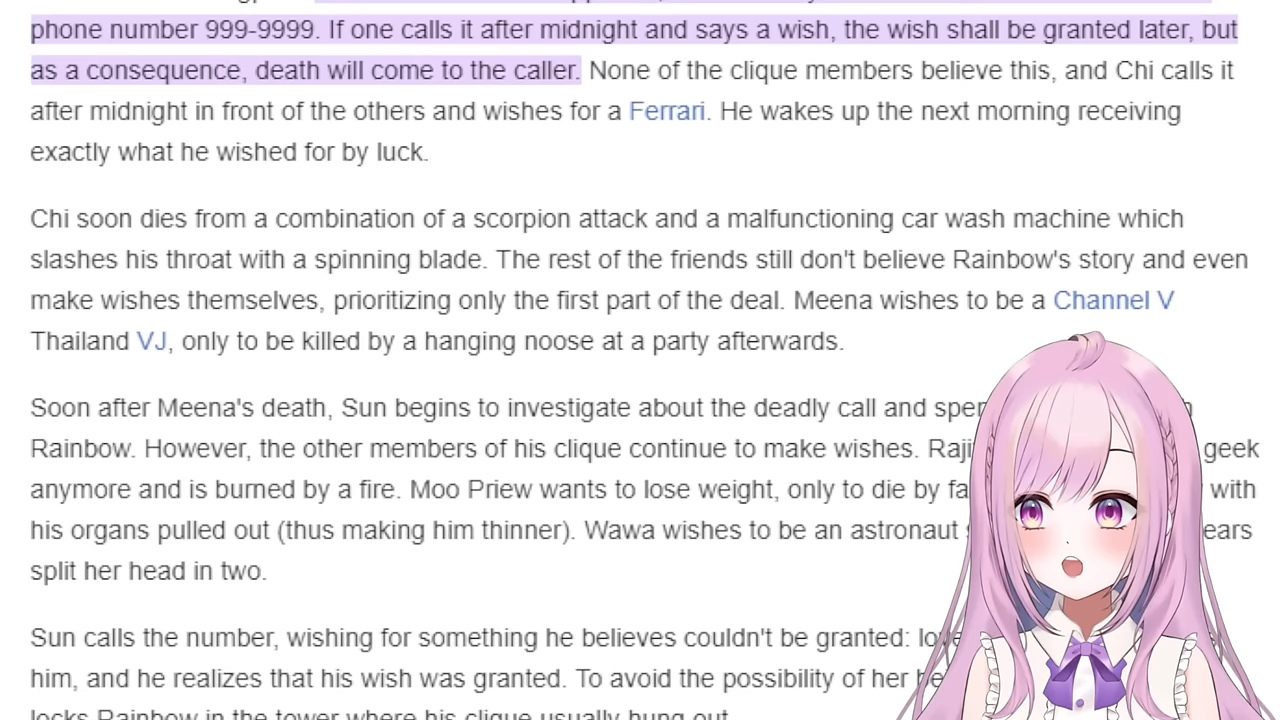 phone number 999-9999. If one calls it after midnight and says a wish, the wish shall be granted later, but
as a consequence, death will come to the caller. None of the clique members believe this, and Chi calls it
after midnight in front of the others and wishes for a Ferrari. He wakes up the next morning receiving
exactly what he wished for by luck.
Chi soon dies from a combination of a scorpion attack and a malfunctioning car wash machine which
slashes his throat with a spinning blade. The rest of the friends still don't believe Rainbow's story and even
make wishes themselves, prioritizing only the first part of the deal. Meena wishes to be a Channel V
Thailand VJ, only to be killed by a hanging noose at a party afterwards.
Soon after Meena's death, Sun begins to investigate about the deadly call and
Rainbow. However, the other members of his clique continue to make wishes. geek
anymore and is burned by a fire. Moo Priew wants to lose weight, only to die by with
his organs pulled out (thus making him thinner). Wawa wishes to be an astronaut
split her head in two.
Sun calls the number, wishing for something he believes couldn't be granted:
him, and he realizes that his wish was granted. To avoid the possibility of her
locks Rainbow in the tower where his clique usually hung out.